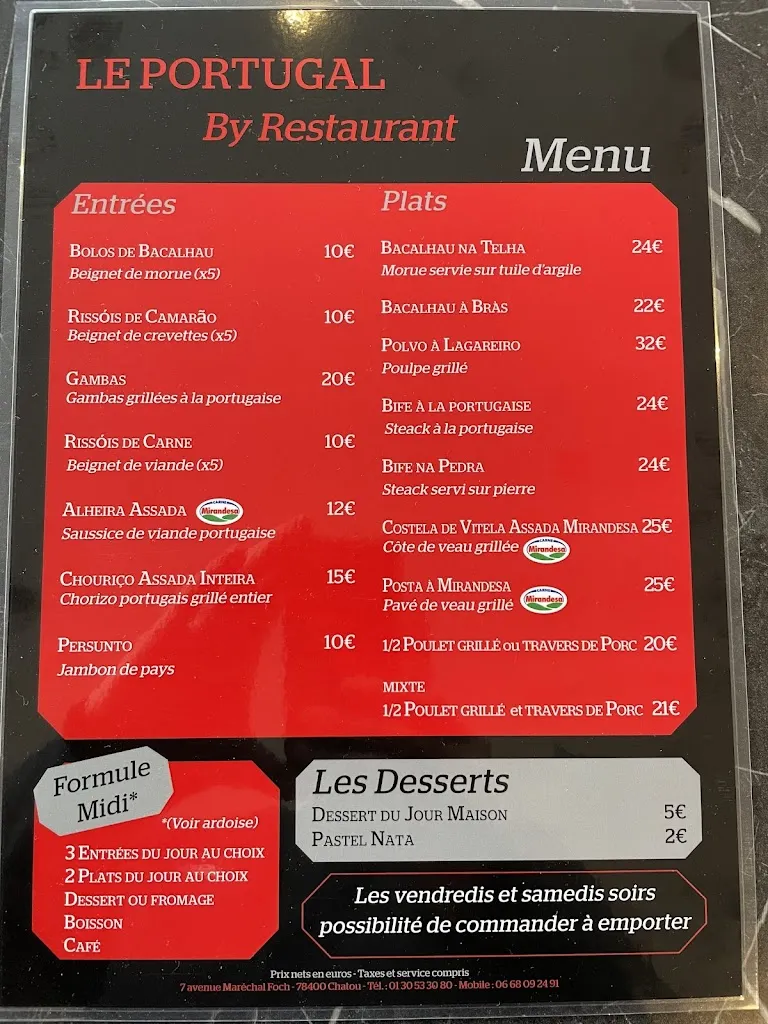 LE PORTUGAL
By Restaurant
Menu
Entrées
BOLOS DE BACALHAU 10€
Beignet de morue (x5)
RISSÓIS DE CAMARãO 10€
Beignet de crevettes (x5)
GAMBAS 20€
Gambas grillées à la portugaise
RISSÓIS DE CARNE 10€
Beignet de viande (x5)
ALHEIRA ASSADA CARNE Mirandesa 12€
Saussice de viande portugaise
CHOURIÇO ASSADA INTEIRA 15€
Chorizo portugais grillé entier
PERSUNTO 10€
Jambon de pays
Plats
BACALHAU NA TELHA 24€
Morue servie sur tuile d'argile
BACALHAU À BRÀS 22€
POLVO À LAGAREIRO 32€
Poulpe grillé
BIFE À LA PORTUGAISE 24€
Steack à la portugaise
BIFE NA PEDRA 24€
Steack servi sur pierre
COSTELA DE VITELA ASSADA MIRANDESA 25€
Côte de veau grillée CARNE Mirandesa
POSTA À MIRANDESA 25€
Pavé de veau grillé CARNE Mirandesa
1/2 POULET GRILLÉ OU TRAVERS DE PORC 20€
MIXTE
1/2 POULET GRILLÉ et TRAVERS DE PORC 21€
Formule
Midi*
*(Voir ardoise)
3 ENTRÉES DU JOUR AU CHOIX
2 PLATS DU JOUR AU CHOIX
DESSERT OU FROMAGE
BOISSON
CAFÉ
Les Desserts
DESSERT DU JOUR MAISON 5€
PASTEL NATA 2€
Les vendredis et samedis soirs
possibilité de commander à emporter
Prix nets en euros - Taxes et service compris
7 avenue Maréchal Foch - 78400 Chatou - Tél. : 01 30 53 30 80 - Mobile : 06 68 09 24 91